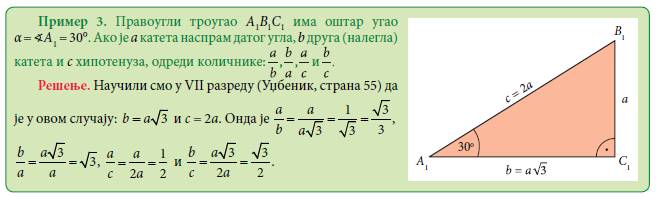 Пример 3. Правоугли троугао A₁B₁C₁ има оштар угао
α = ∢A₁ = 30°. Ако је a катета наспрам датог угла, b друга (налегла)
катета и c хипотенуза, одреди количнике: a/b, b/a, a/c и b/c.
Решење. Научили смо у VII разреду (Уџбеник, страна 55) да
је у овом случају: b = a√3 и c = 2a. Онда је a/b = a/(a√3) = 1/√3 = √3/3,
b/a = a√3/a = √3, a/c = a/2a = 1/2 и b/c = a√3/2a = √3/2.
B₁
c = 2a
a
30°
A₁
C₁
b = a√3